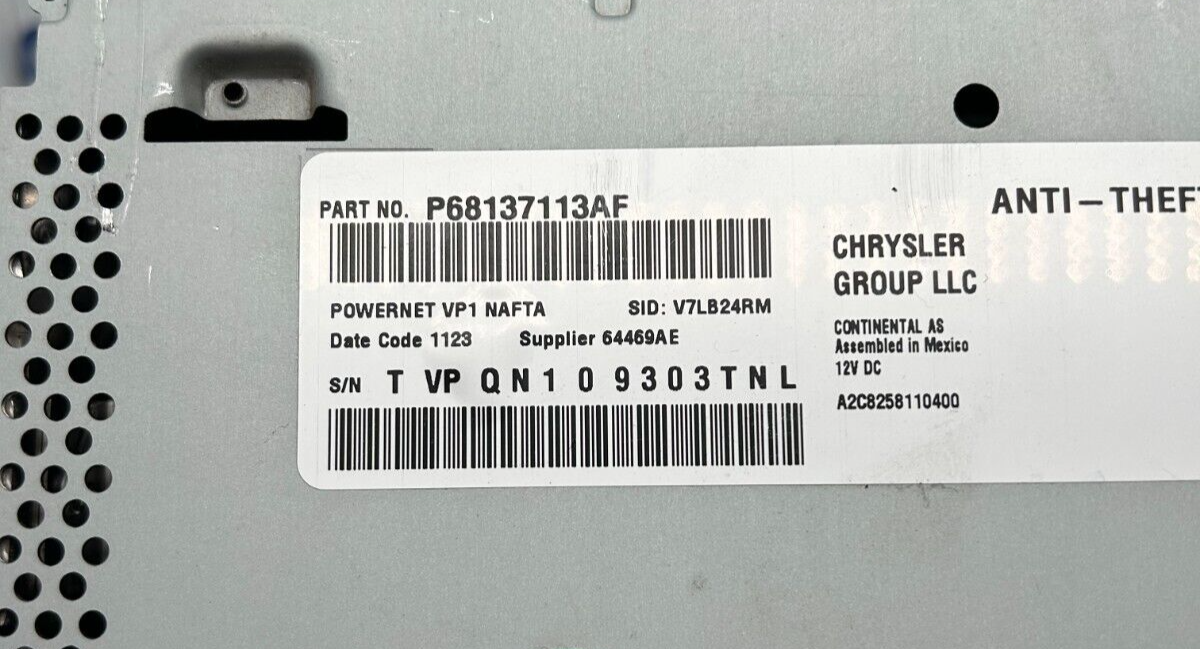 PART NO. P68137113AF
POWERNET VP1 NAFTA SID: V7LB24RM
Date Code 1123 Supplier 64469AE
S/N T VP QN1 0 9303TNL
ANTI-THEF
CHRYSLER
GROUP LLC
CONTINENTAL AS
Assembled in Mexico
12V DC
A2C8258110400